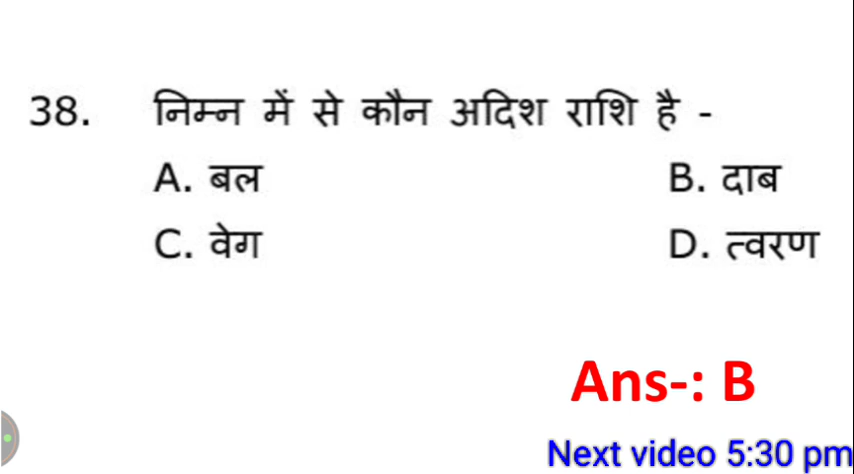 38. निम्न में से कौन अदिश राशि है -
A. बल B. दाब
C. वेग D. त्वरण
Ans-: B
Next video 5:30 pm